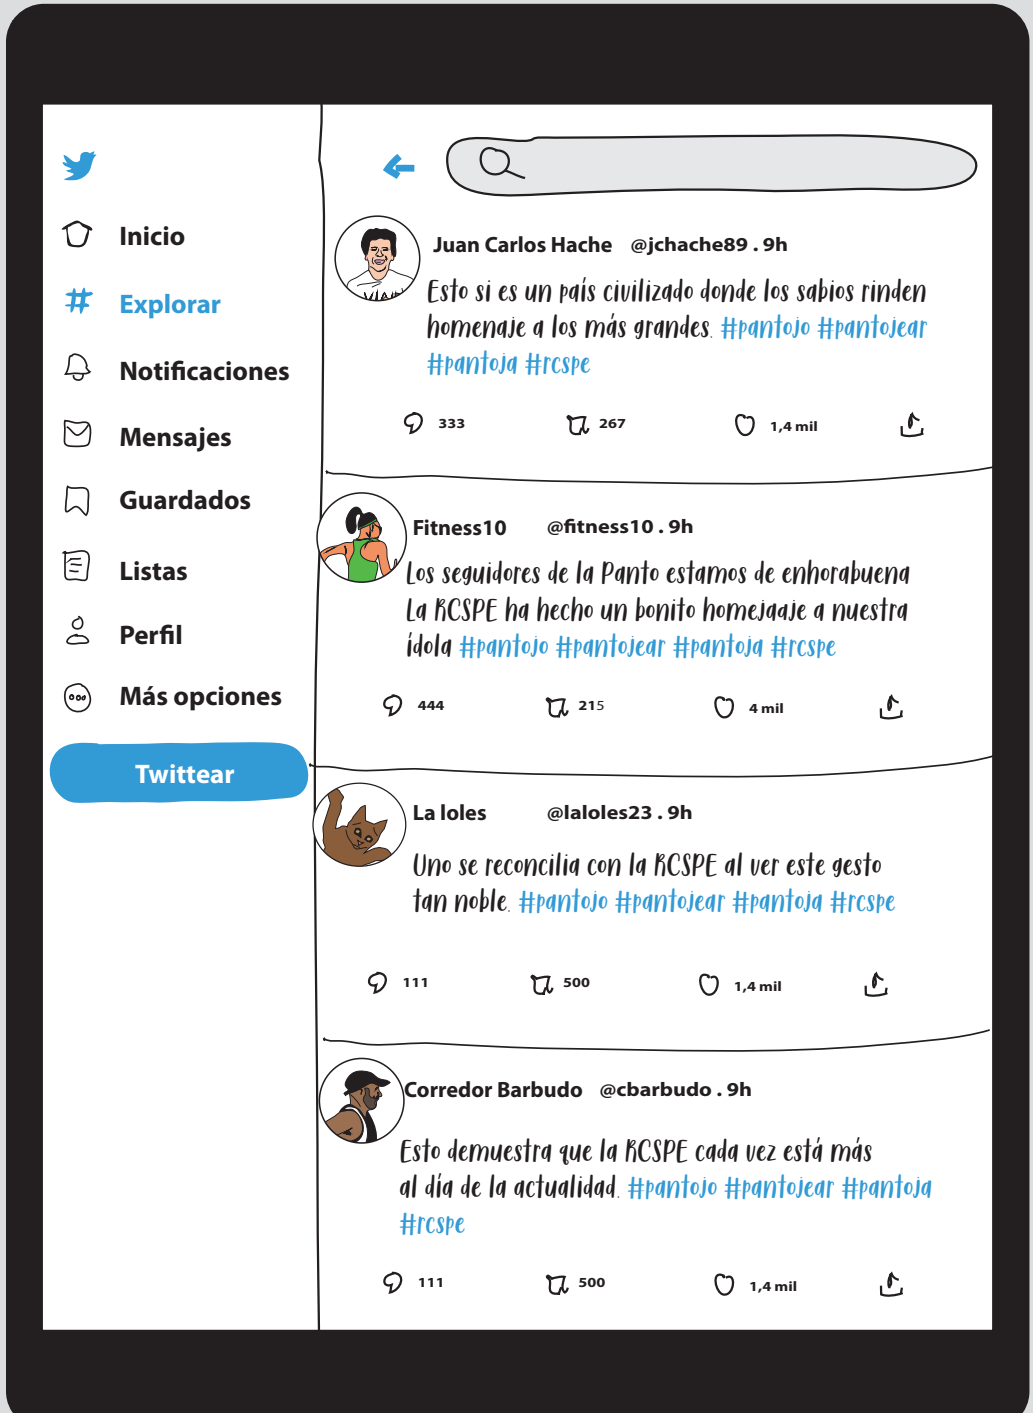 Inicio
Explorar
Notificaciones
Mensajes
Guardados
Listas
Perfil
Más opciones
Twittear
Juan Carlos Hache @jchache89 . 9h
Esto si es un país civilizado donde los sabios rinden
homenaje a los más grandes. #pantojo #pantojear
#pantoja #rcspe
333 267 1,4 mil
Fitness10 @fitness10 . 9h
Los seguidores de la Panto estamos de enhorabuena
La RCSPE ha hecho un bonito homejaaje a nuestra
ídola #pantojo #pantojear #pantoja #rcspe
444 215 4 mil
La loles @laloles23 . 9h
Uno se reconcilia con la RCSPE al ver este gesto
tan noble. #pantojo #pantojear #pantoja #rcspe
111 500 1,4 mil
Corredor Barbudo @cbarbudo . 9h
Esto demuestra que la RCSPE cada vez está más
al día de la actualidad. #pantojo #pantojear #pantoja
#rcspe
111 500 1,4 mil